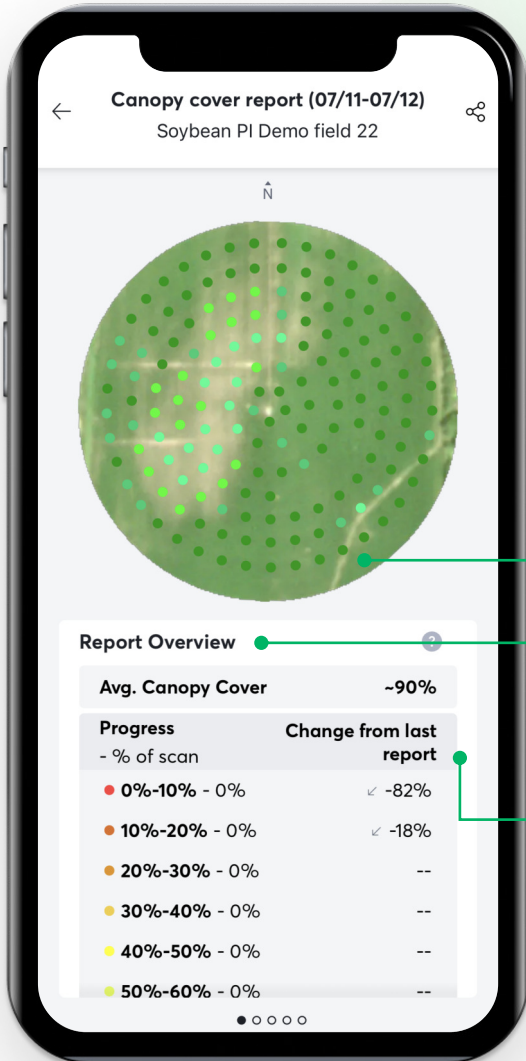 Canopy cover report (07/11-07/12)
Soybean PI Demo field 22
N
Report Overview
?
Avg. Canopy Cover ~90%
Progress Change from last
- % of scan report
0%-10% - 0% ↙ -82%
10%-20% - 0% ↙ -18%
20%-30% - 0% --
30%-40% - 0% --
40%-50% - 0% --
50%-60% - 0% --